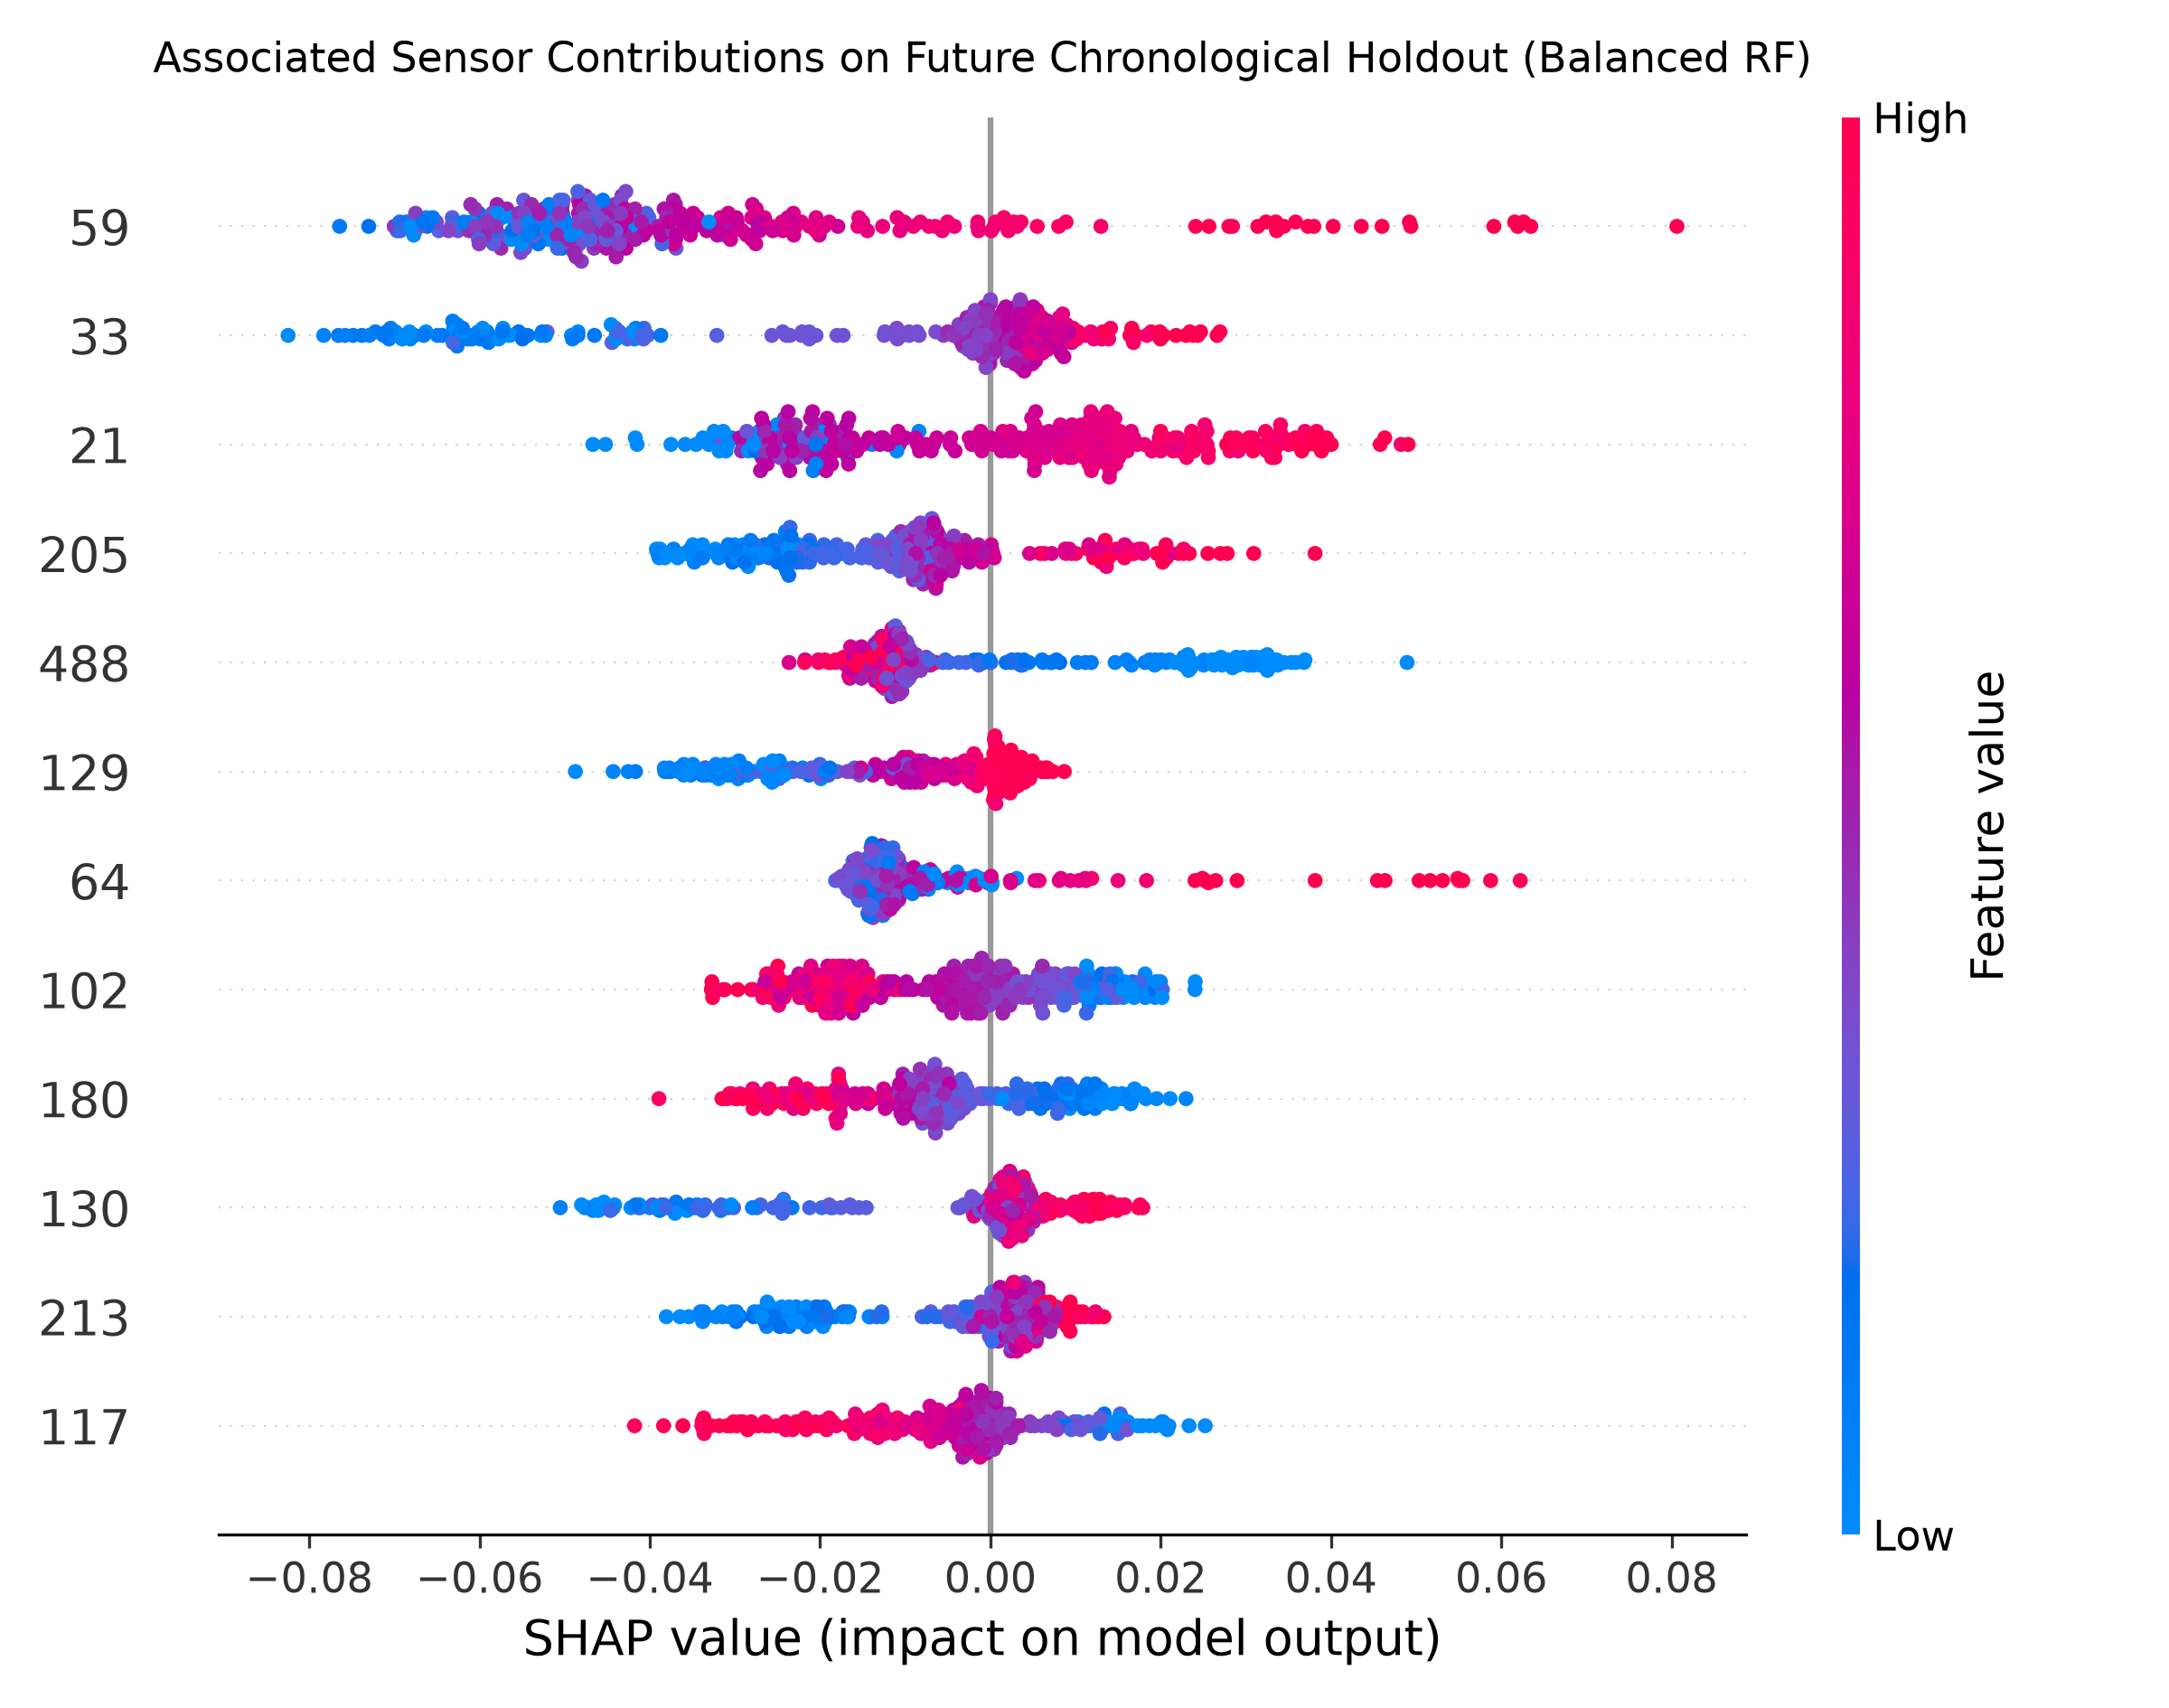 Associated Sensor Contributions on Future Chronological Holdout (Balanced RF)
High
59
33
21
205
488
129
64
102
180
130
213
117
Feature value
Low
−0.08 −0.06 −0.04 −0.02 0.00 0.02 0.04 0.06 0.08
SHAP value (impact on model output)